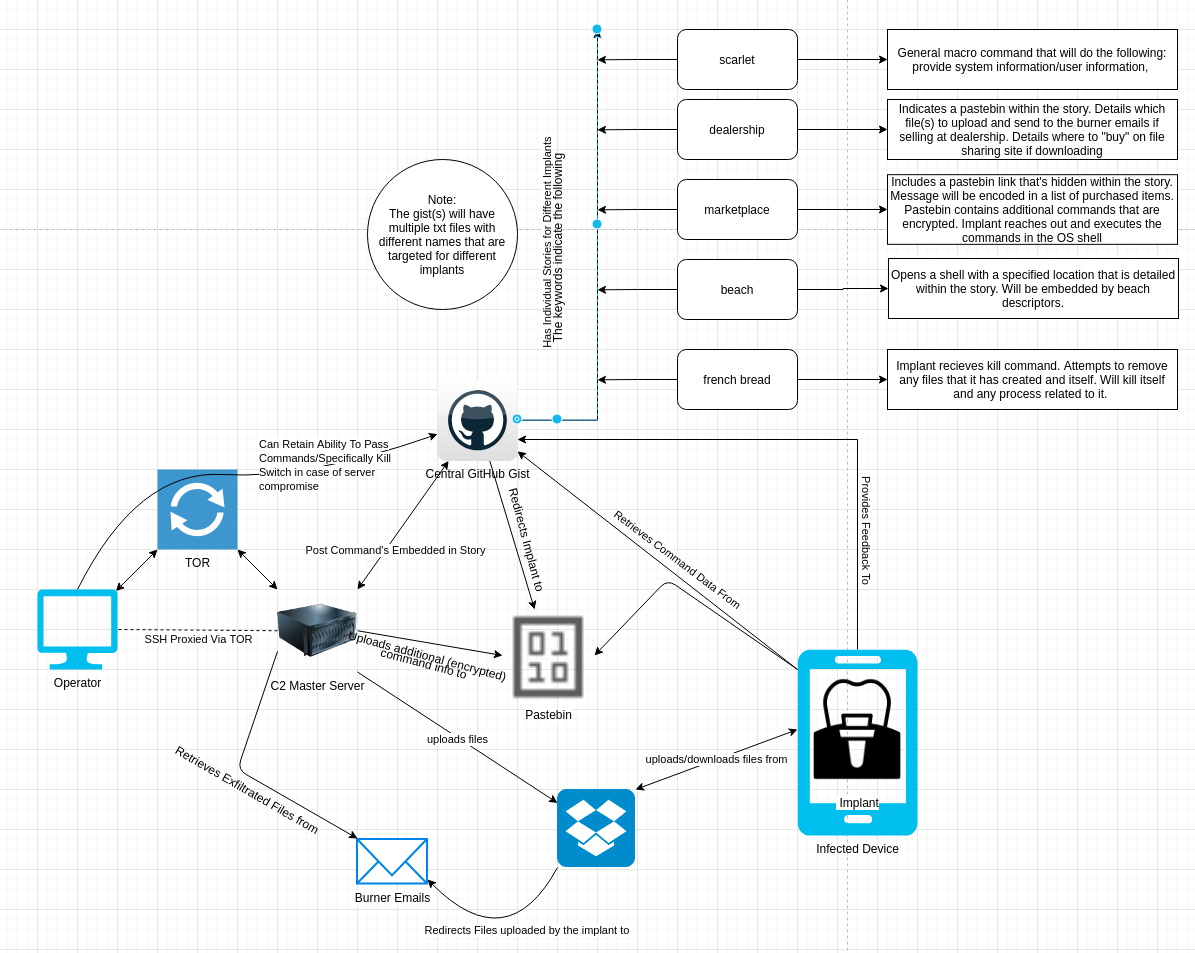 scarlet
General macro command that will do the following:
provide system information/user information,
dealership
Indicates a pastebin within the story. Details which
file(s) to upload and send to the burner emails if
selling at dealership. Details where to "buy" on file
sharing site if downloading
marketplace
Includes a pastebin link that's hidden within the story.
Message will be encoded in a list of purchased items.
Pastebin contains additional commands that are
encrypted. Implant reaches out and executes the
commands in the OS shell
beach
Opens a shell with a specified location that is detailed
within the story. Will be embedded by beach
descriptors.
french bread
Implant recieves kill command. Attempts to remove
any files that it has created and itself. Will kill itself
and any process related to it.
Has Individual Stories for Different Implants
The keywords indicate the following
Note:
The gist(s) will have
multiple txt files with
different names that are
targeted for different
implants
Can Retain Ability To Pass
Commands/Specifically Kill
Switch in case of server
compromise
Central GitHub Gist
TOR
Post Command's Embedded in Story
Redirects Implant to
Retrieves Command Data From
Provides Feedback To
SSH Proxied Via TOR
Operator
C2 Master Server
Uploads additional (encrypted)
command info to
0 1
1 0
Pastebin
uploads files
uploads/downloads files from
Retrieves Exfiltrated Files from
Implant
Infected Device
Burner Emails
Redirects Files uploaded by the implant to